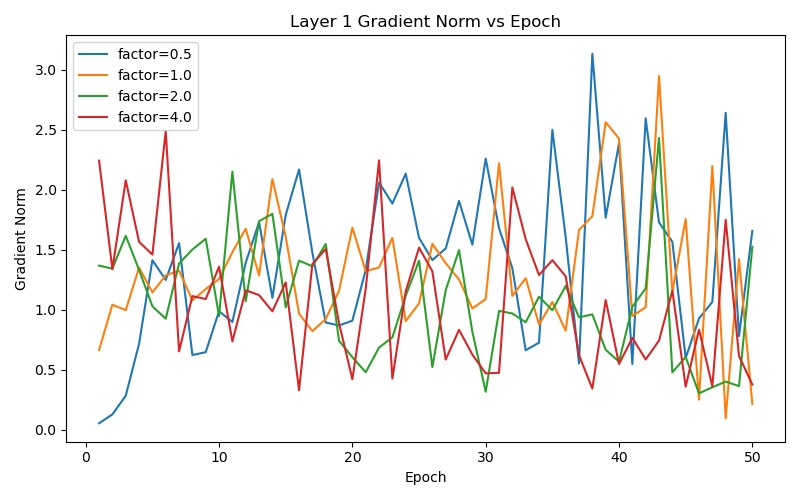 Layer 1 Gradient Norm vs Epoch
factor=0.5
factor=1.0
factor=2.0
factor=4.0
3.0
2.5
2.0
1.5
1.0
0.5
0.0
Gradient Norm
0 10 20 30 40 50
Epoch